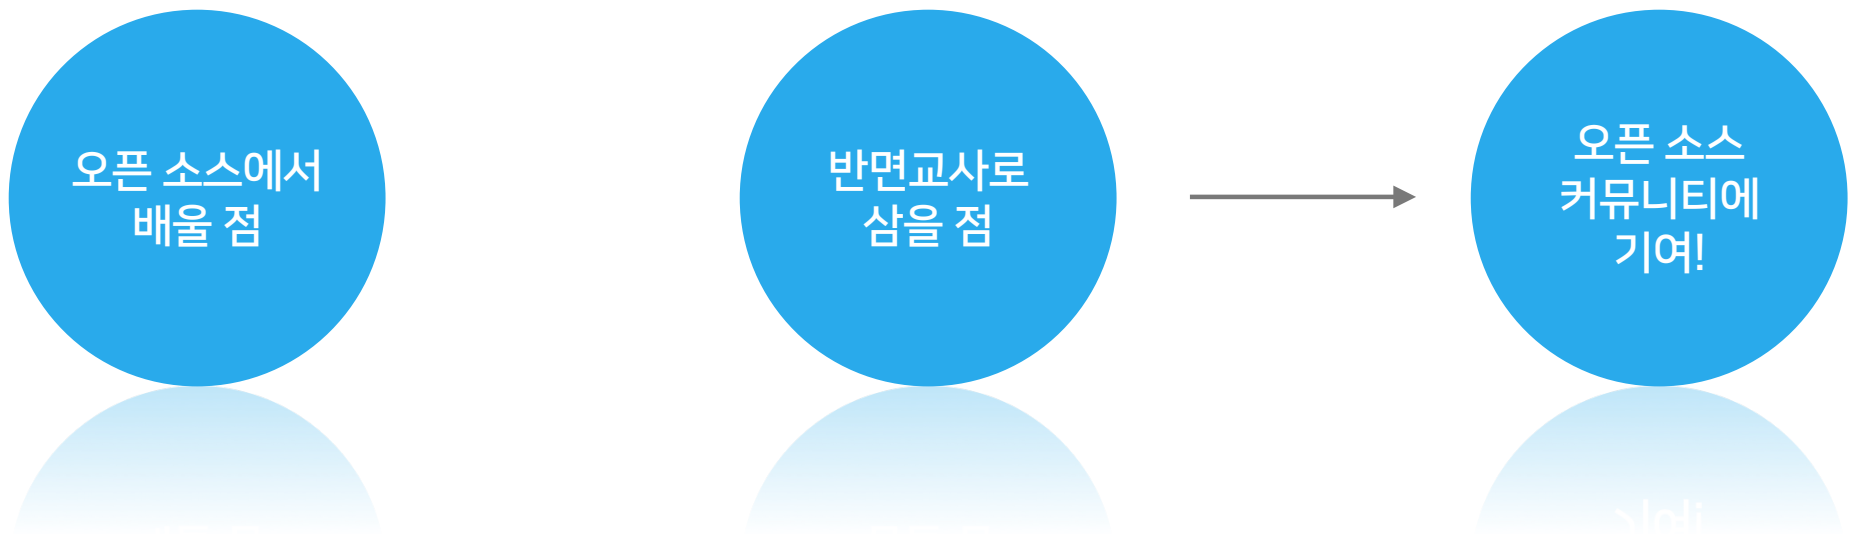 오픈 소스에서
배울 점
반면교사로
삼을 점
오픈 소스
커뮤니티에
기여!